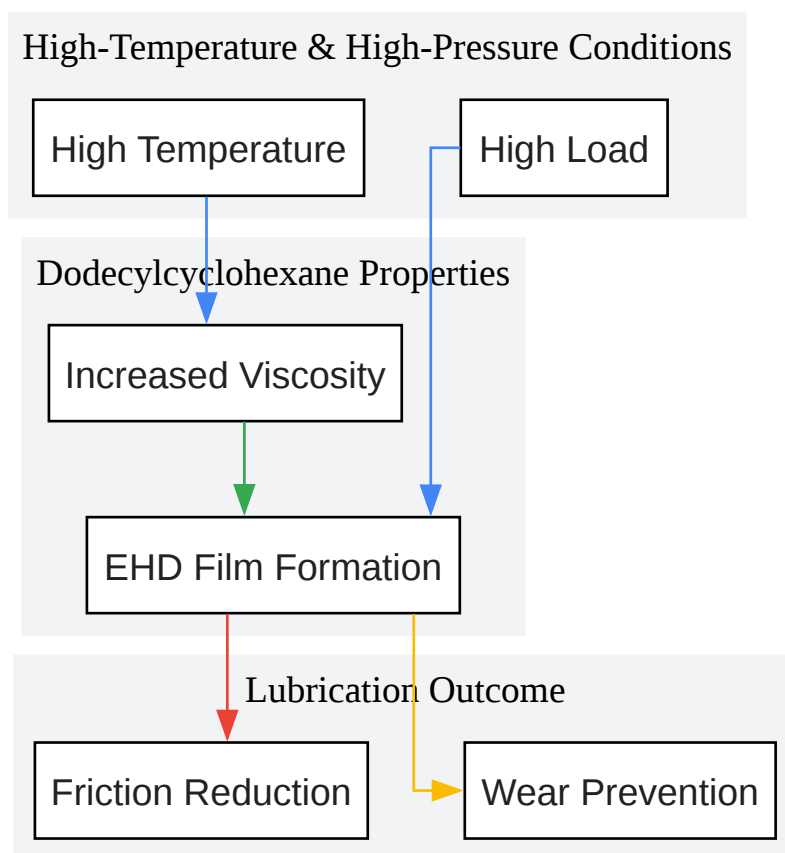 High-Temperature & High-Pressure Conditions
High Temperature
High Load
Dodecylcyclohexane Properties
Increased Viscosity
EHD Film Formation
Lubrication Outcome
Friction Reduction
Wear Prevention